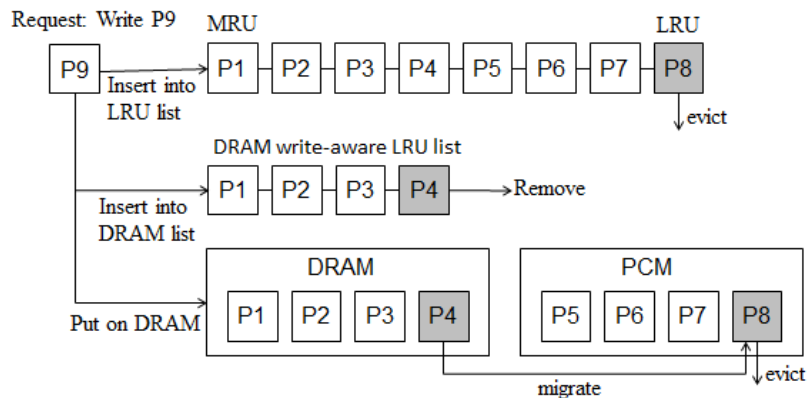 Request: Write P9
MRU
LRU
P9
P1 P2 P3 P4 P5 P6 P7 P8
Insert into
LRU list
evict
DRAM write-aware LRU list
P1 P2 P3 P4
Remove
Insert into
DRAM list
DRAM
PCM
Put on DRAM
P1 P2 P3 P4
P5 P6 P7 P8
migrate
evict